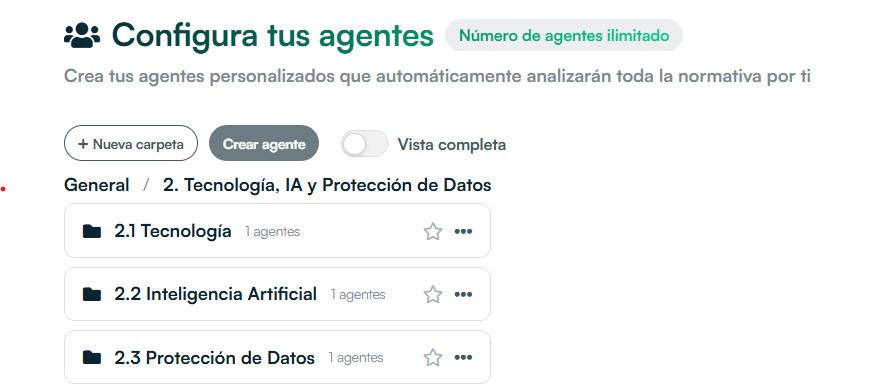 Configura tus agentes Número de agentes ilimitado
Crea tus agentes personalizados que automáticamente analizarán toda la normativa por ti
+ Nueva carpeta Crear agente Vista completa
General / 2. Tecnología, IA y Protección de Datos
2.1 Tecnología 1 agentes
2.2 Inteligencia Artificial 1 agentes
2.3 Protección de Datos 1 agentes